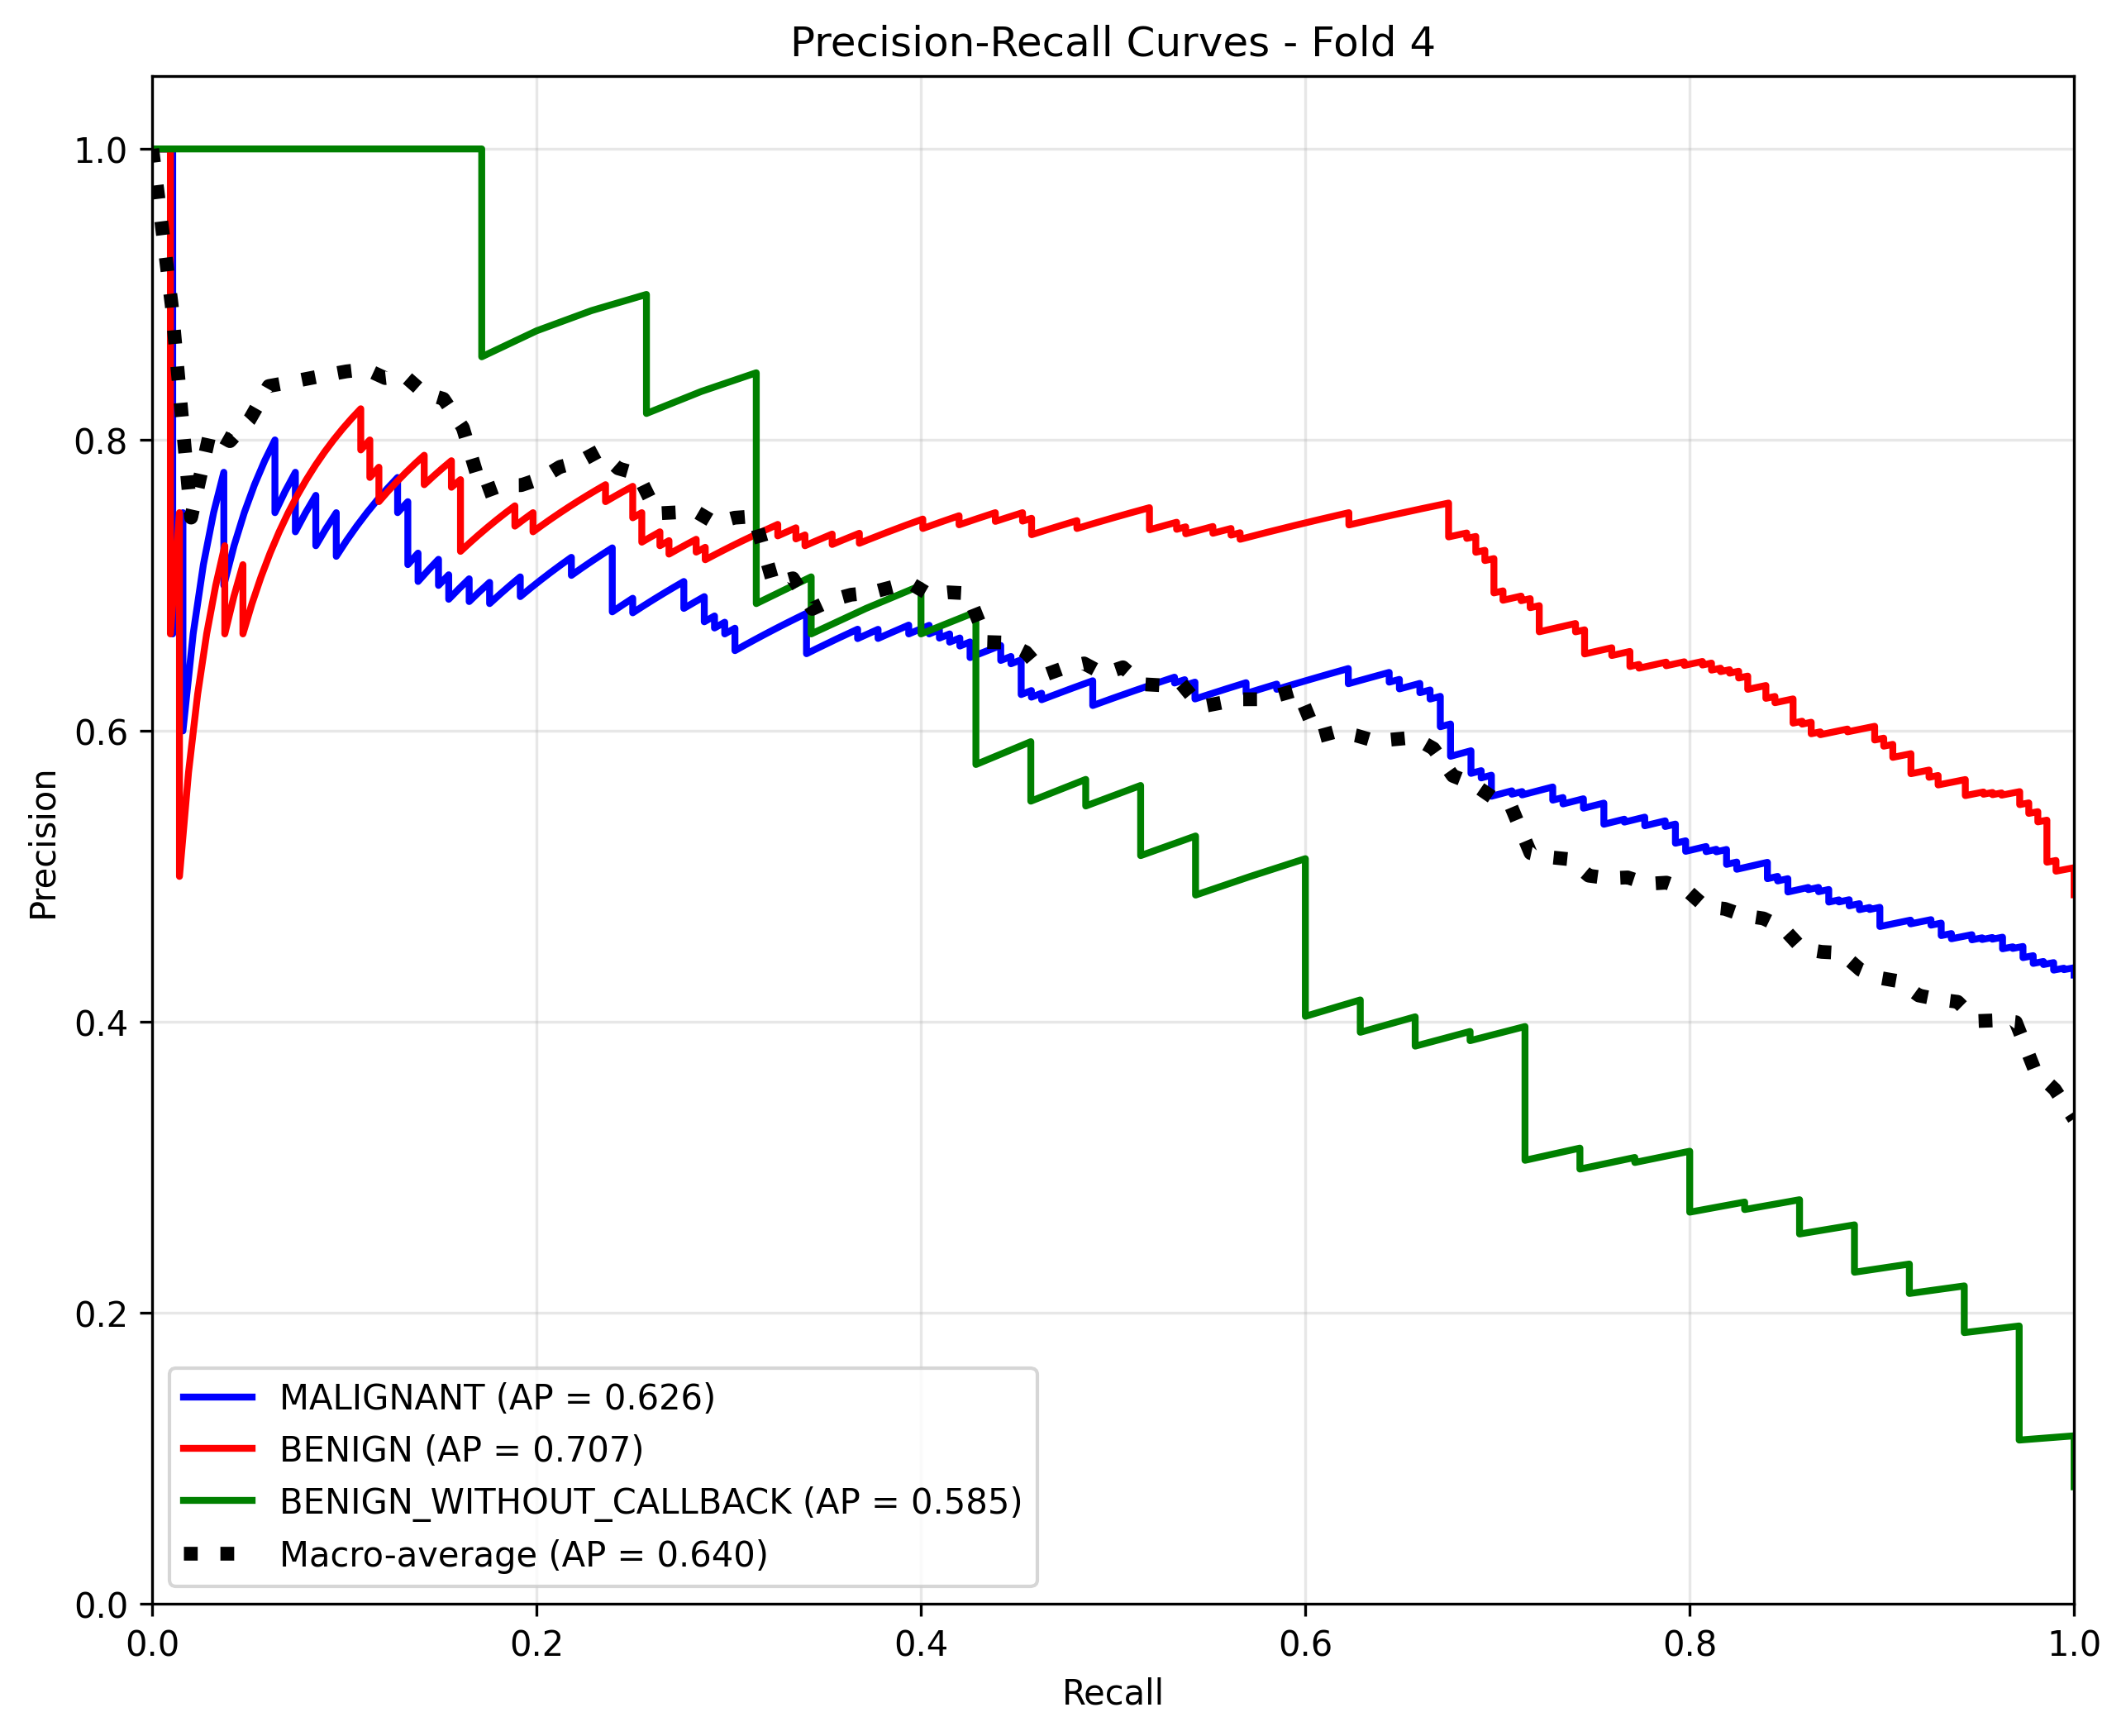 Precision-Recall Curves - Fold 4
1.0
0.8
0.6
0.4
0.2
0.0
Precision
0.0 0.2 0.4 0.6 0.8 1.0
Recall
MALIGNANT (AP = 0.626)
BENIGN (AP = 0.707)
BENIGN_WITHOUT_CALLBACK (AP = 0.585)
Macro-average (AP = 0.640)